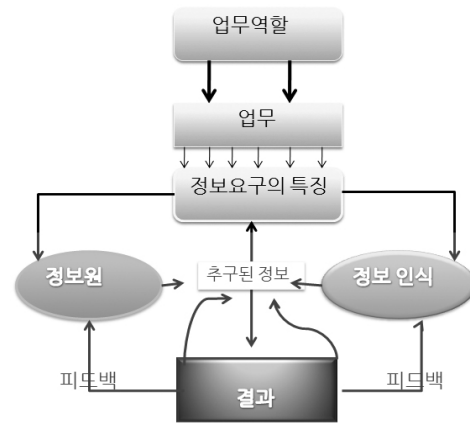 업무역할
업무
정보요구의 특징
정보원
추구된 정보
정보 인식
피드백
결과
피드백